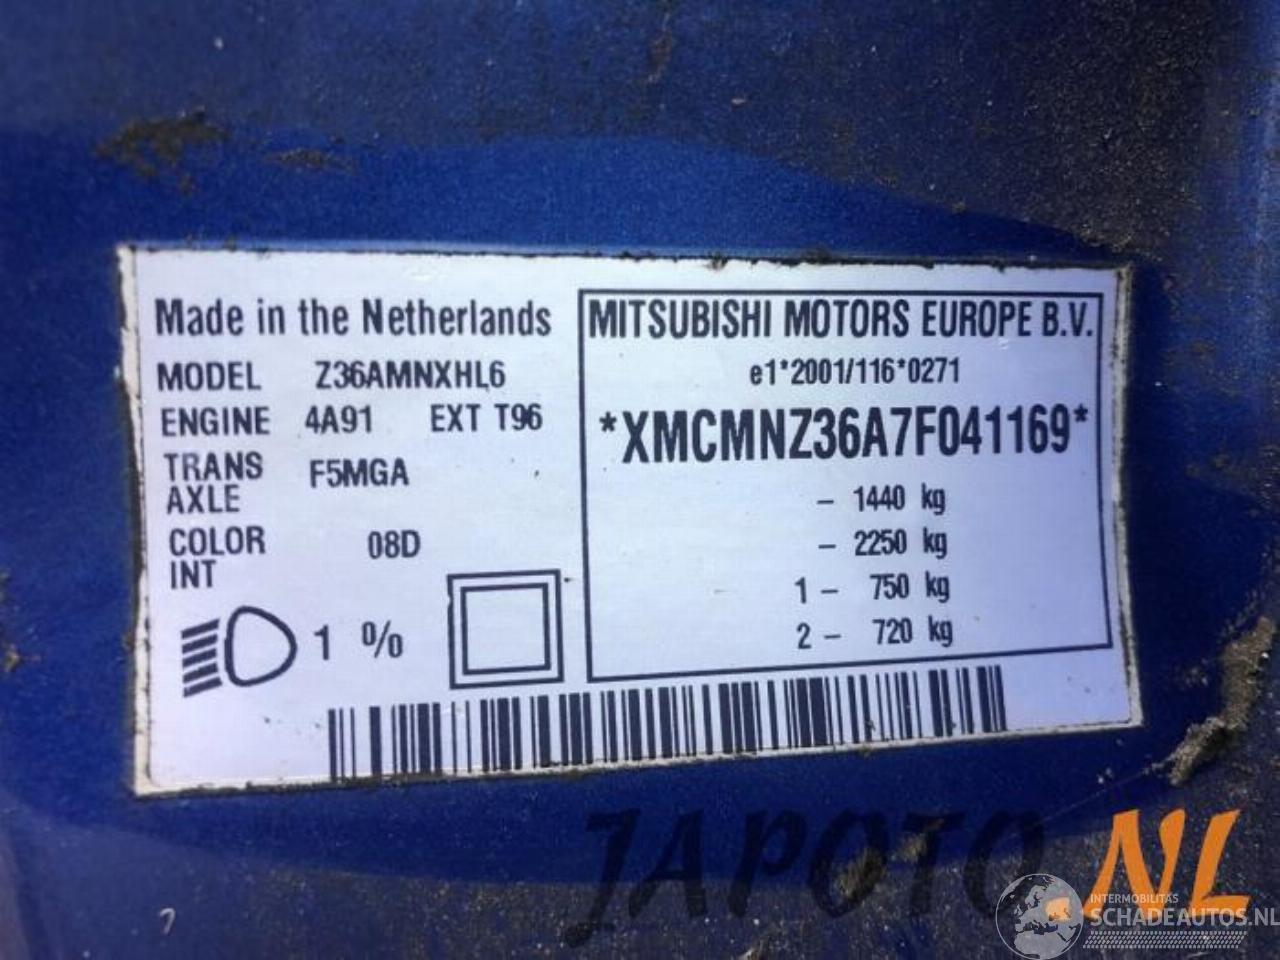 Made in the Netherlands
MODEL Z36AMNXHL6
ENGINE 4A91 EXT T96
TRANS AXLE F5MGA
COLOR INT 08D
1 %
MITSUBISHI MOTORS EUROPE B.V.
e1*2001/116*0271
*XMCMNZ36A7F041169*
- 1440 kg
- 2250 kg
1 - 750 kg
2 - 720 kg
JAPOTO.NL
INTERMOBILITAS
SCHADEAUTOS.NL